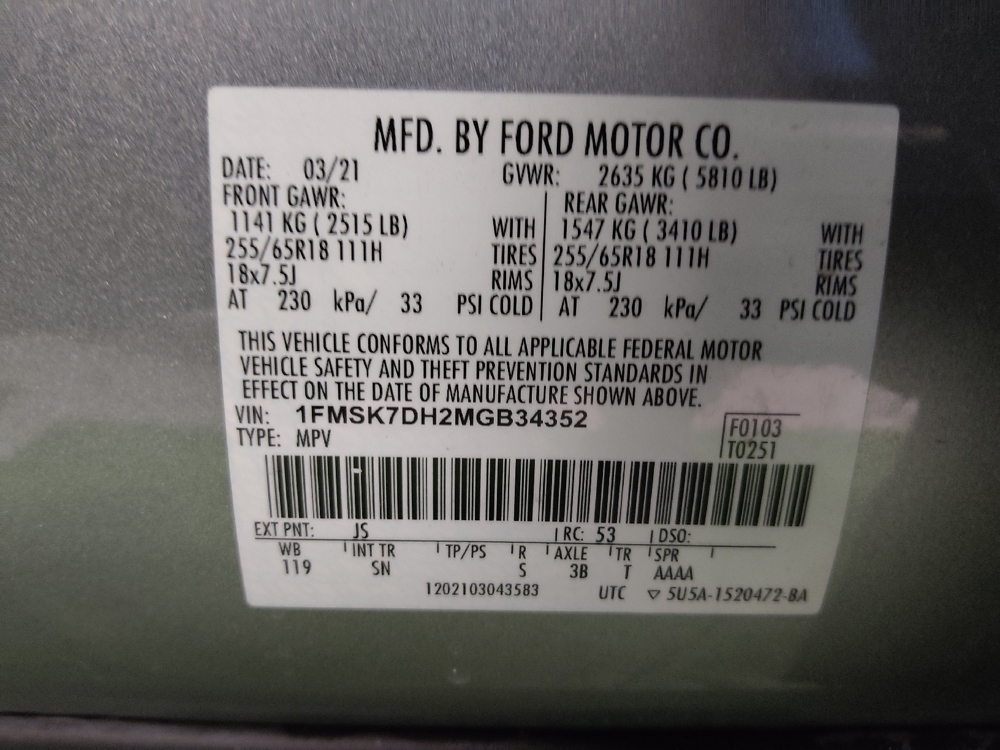 MFD. BY FORD MOTOR CO.
DATE: 03/21 GVWR: 2635 KG ( 5810 LB)
FRONT GAWR: REAR GAWR:
1141 KG ( 2515 LB) WITH 1547 KG ( 3410 LB) WITH
255/65R18 111H TIRES 255/65R18 111H TIRES
18x7.5J RIMS 18x7.5J RIMS
AT 230 kPa/ 33 PSI COLD AT 230 kPa/ 33 PSI COLD
THIS VEHICLE CONFORMS TO ALL APPLICABLE FEDERAL MOTOR
VEHICLE SAFETY AND THEFT PREVENTION STANDARDS IN
EFFECT ON THE DATE OF MANUFACTURE SHOWN ABOVE.
VIN: 1FMSK7DH2MGB34352
TYPE: MPV
F0103
T0251
EXT PNT: JS RC: 53 DSO:
WB INT TR TP/PS R AXLE TR SPR
119 SN S 3B T AAAA
1202103043583 UTC ▽ 5U5A-1520472-BA